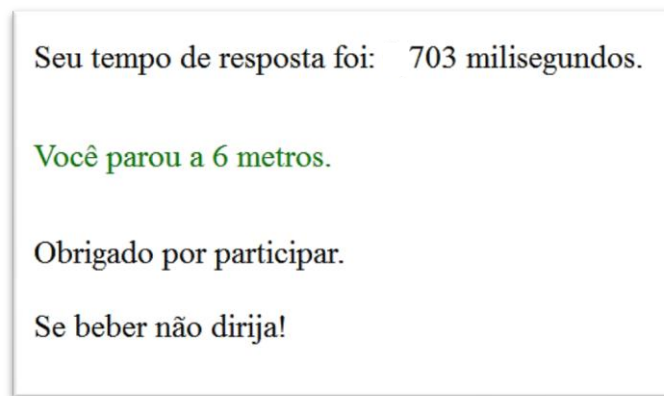 Seu tempo de resposta foi: 703 milisegundos.
Você parou a 6 metros.
Obrigado por participar.
Se beber não dirija!